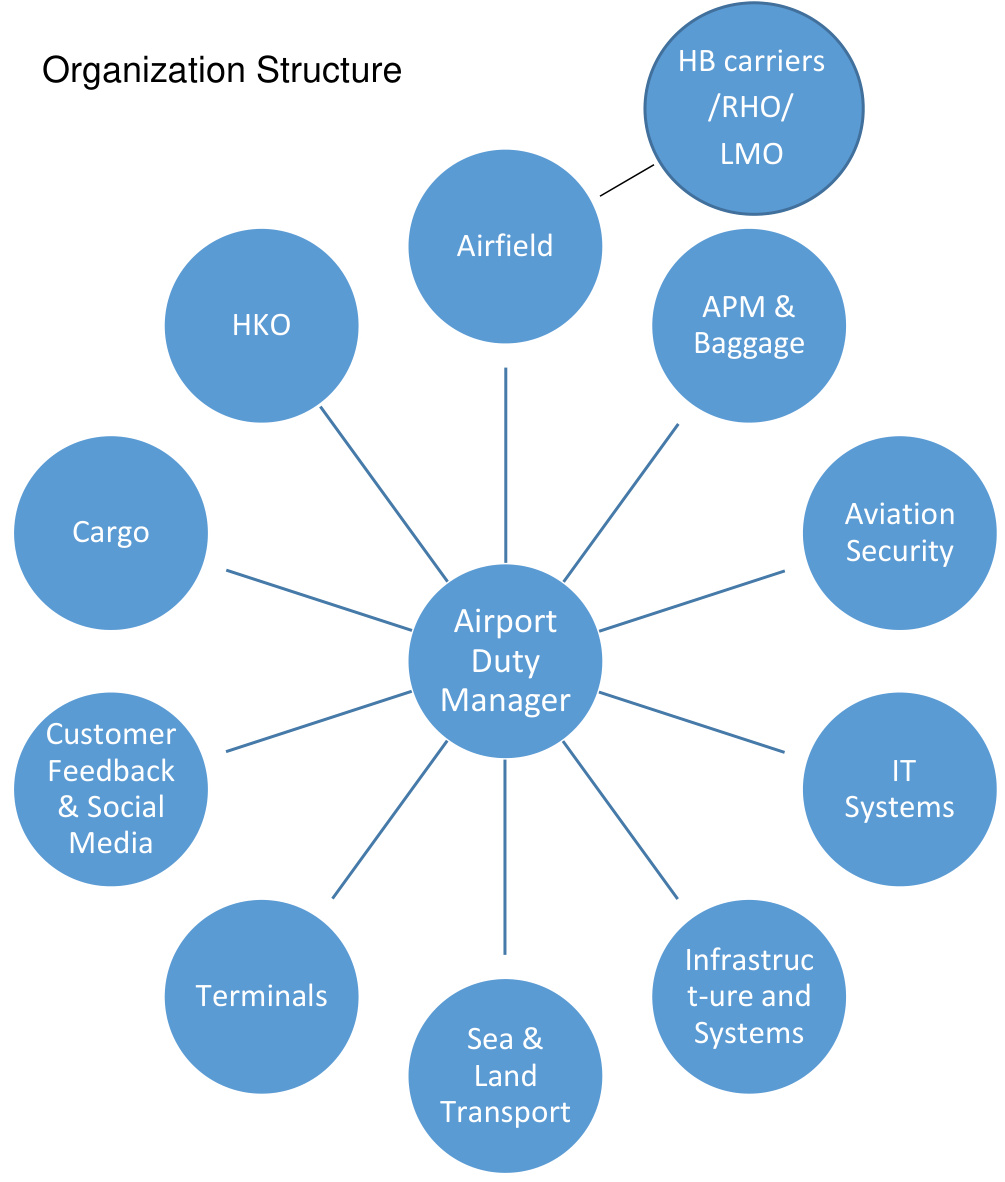 Organization Structure
HB carriers
/RHO/
LMO
Airfield
HKO
APM &
Baggage
Cargo
Aviation
Security
Airport
Duty
Manager
Customer
Feedback
& Social
Media
IT
Systems
Terminals
Infrastruc
t-ure and
Systems
Sea &
Land
Transport